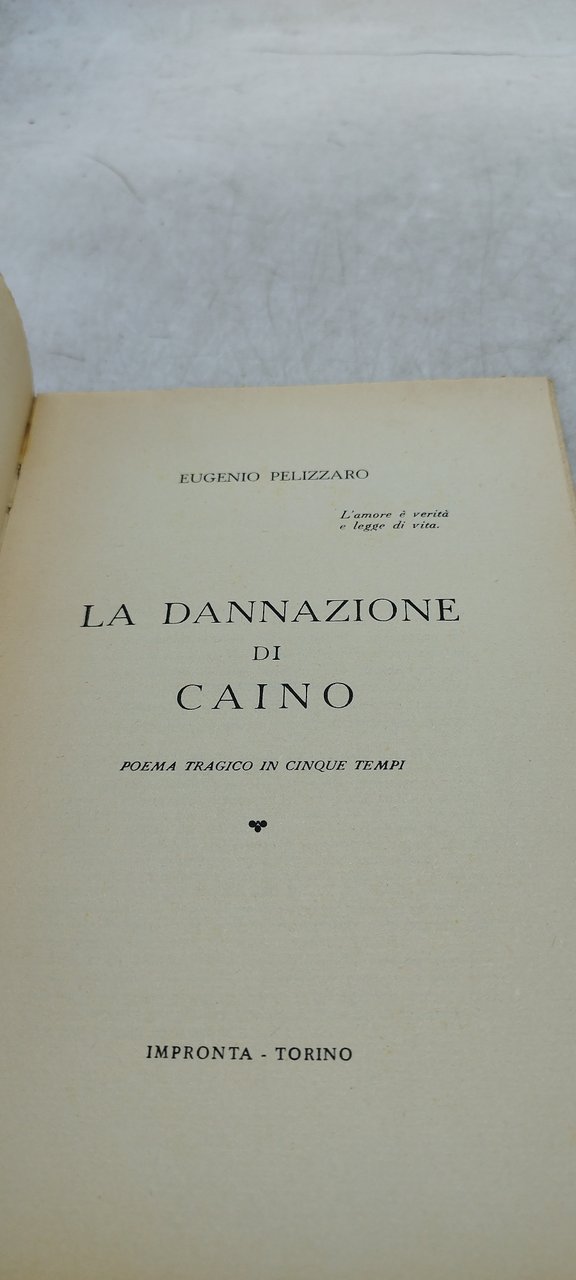 EUGENIO PELIZZARO
L'amore è verità
e legge di vita.
LA DANNAZIONE
DI
CAINO
POEMA TRAGICO IN CINQUE TEMPI
IMPRONTA - TORINO